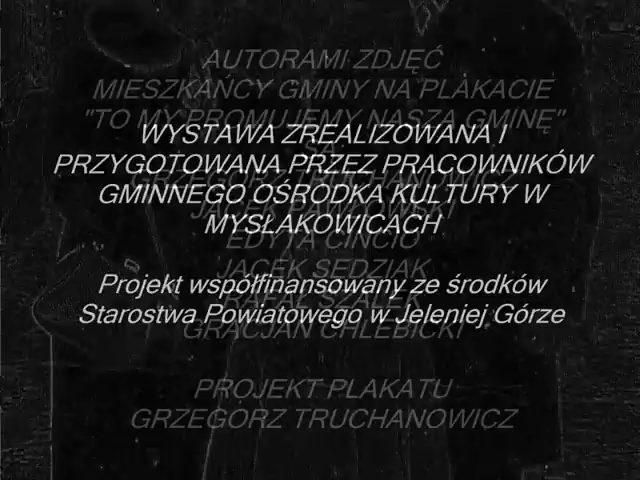 AUTORAMI ZDJĘĆ
MIESZKAŃCY GMINY NA PLAKACIE
"TO MY PROMUJEMY NASZĄ GMINĘ"
WYSTAWA ZREALIZOWANA I
PRZYGOTOWANA PRZEZ PRACOWNIKÓW
GMINNEGO OŚRODKA KULTURY W
MYSŁAKOWICACH
EDYTA CINCIO
JACEK SĘDZIAK
Projekt współfinansowany ze środków
Starostwa Powiatowego w Jeleniej Górze
GRACJAN CHLEBICKI
PROJEKT PLAKATU
GRZEGORZ TRUCHANOWICZ